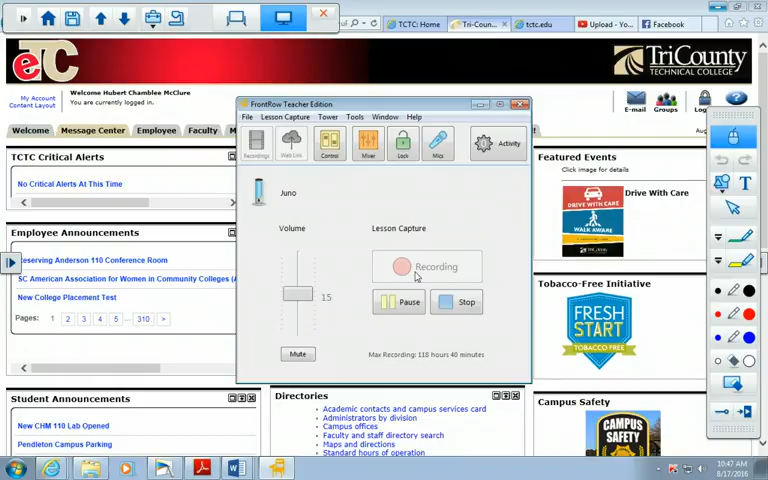 TCTC: Home
Tri-Coun...
tctc.edu
Upload - Yo...
Facebook
eTC
TriCounty
TECHNICAL COLLEGE
My Account
Content Layout
Welcome Hubert Chamblee McClure
You are currently logged in.
E-mail
Groups
Welcome
Message Center
Employee
Faculty
FrontRow Teacher Edition
File
Lesson Capture
Tower
Tools
Window
Help
Recordings
Web Link
Control
Mixer
Lock
Mics
Activity
Juno
Volume
Lesson Capture
Recording
15
Pause
Stop
Mute
Max Recording: 118 hours 40 minutes
TCTC Critical Alerts
No Critical Alerts At This Time
Employee Announcements
Reserving Anderson 110 Conference Room
SC American Association for Women in Community Colleges (A
New College Placement Test
Pages: 1 2 3 4 5 ... 310 >
Student Announcements
New CHM 110 Lab Opened
Pendleton Campus Parking
Directories
Academic contacts and campus services card
Administrators by division
Campus offices
Faculty and staff directory search
Maps and directions
Standard hours of operation
Featured Events
Click image for details
DRIVE WITH CARE
WALK AWARE
Drive With Care
Tobacco-Free Initiative
FRESH
START
TOBACCO FREE
Campus Safety
CAMPUS
SAFETY
T
10:47 AM
8/17/2016